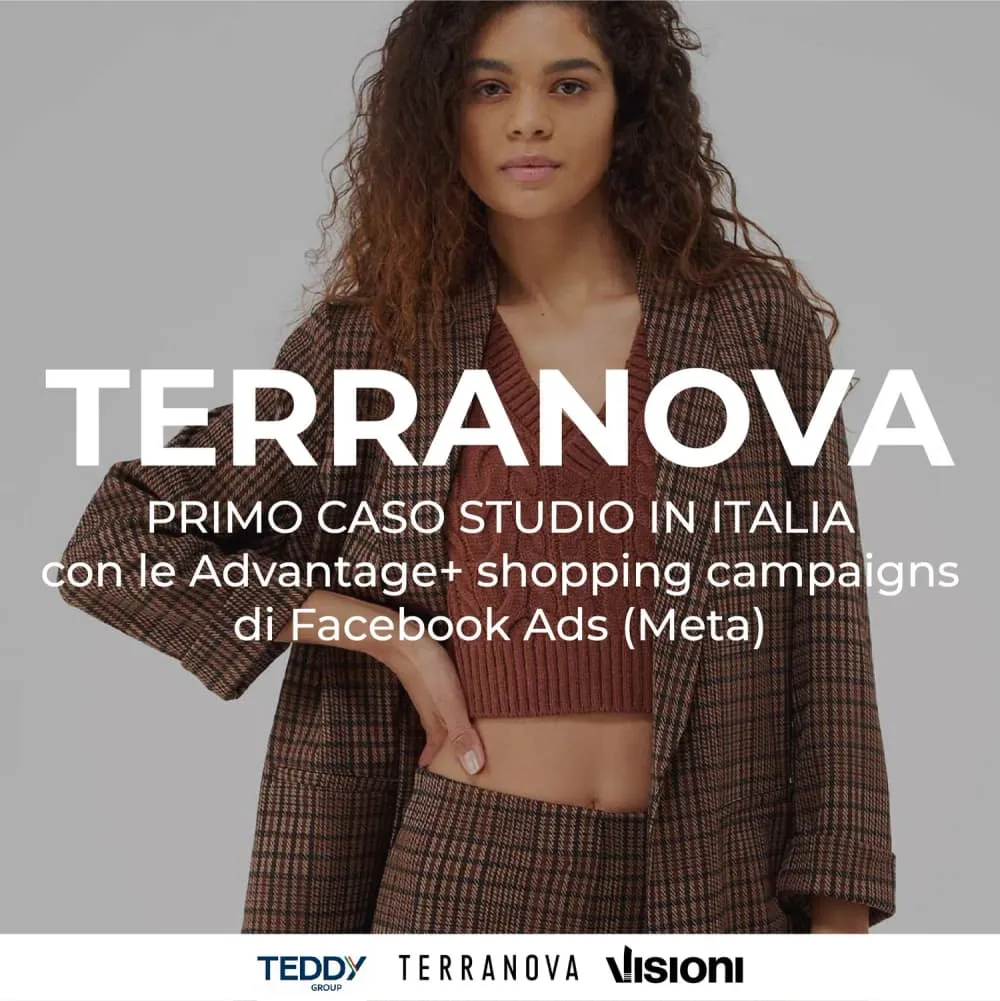 TERRANOVA
PRIMO CASO STUDIO IN ITALIA
con le Advantage+ shopping campaigns
di Facebook Ads (Meta)
TEDDY
GROUP
TERRANOVA
VISIONI